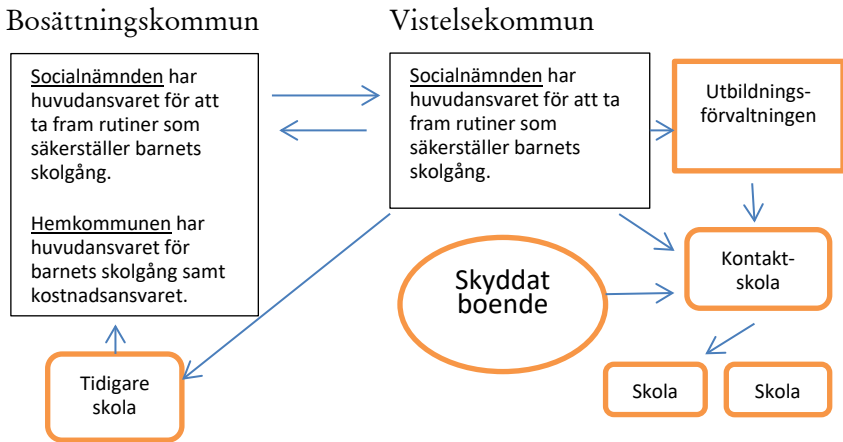 Bosättningskommun
Socialnämnden har
huvudansvaret för att
ta fram rutiner som
säkerställer barnets
skolgång.
Hemkommunen har
huvudansvaret för
barnets skolgång samt
kostnadsansvaret.
Tidigare
skola
Vistelsekommun
Socialnämnden har
huvudansvaret för att ta
fram rutiner som
säkerställer barnets
skolgång.
Utbildnings-
förvaltningen
Skyddat
boende
Kontakt-
skola
Skola
Skola